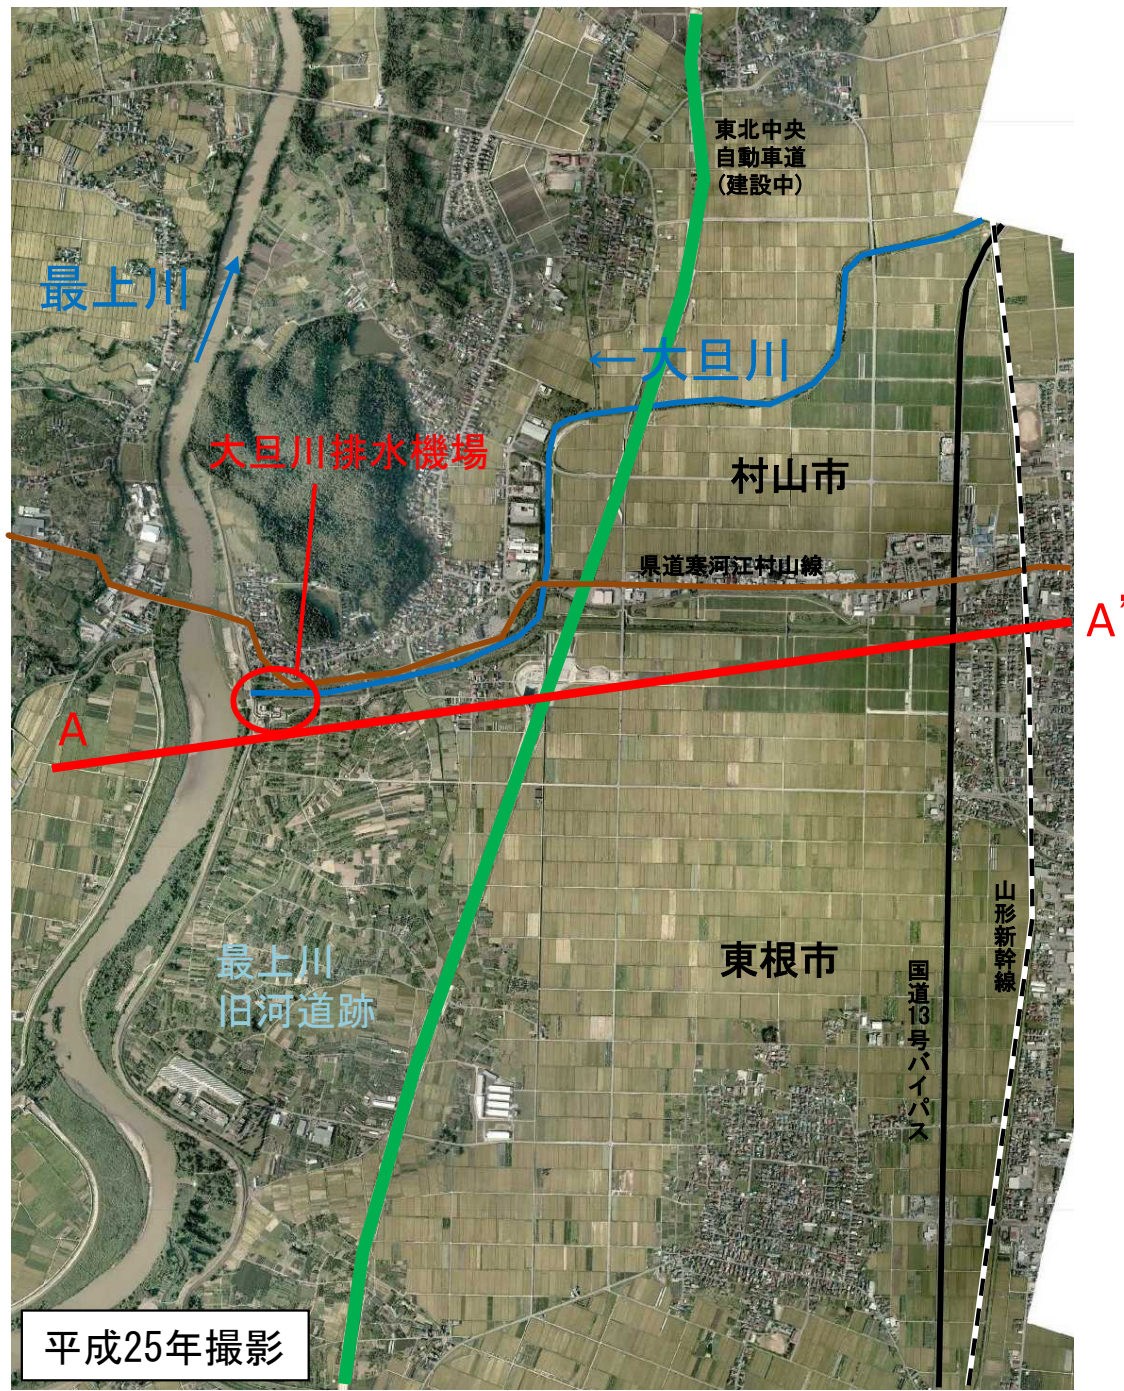 東北中央
自動車道
(建設中)
最上川
←大旦川
大旦川排水機場
村山市
県道寒河江村山線
A’
A
山形新幹線
最上川
旧河道跡
東根市
国道13号バイパス
平成25年撮影